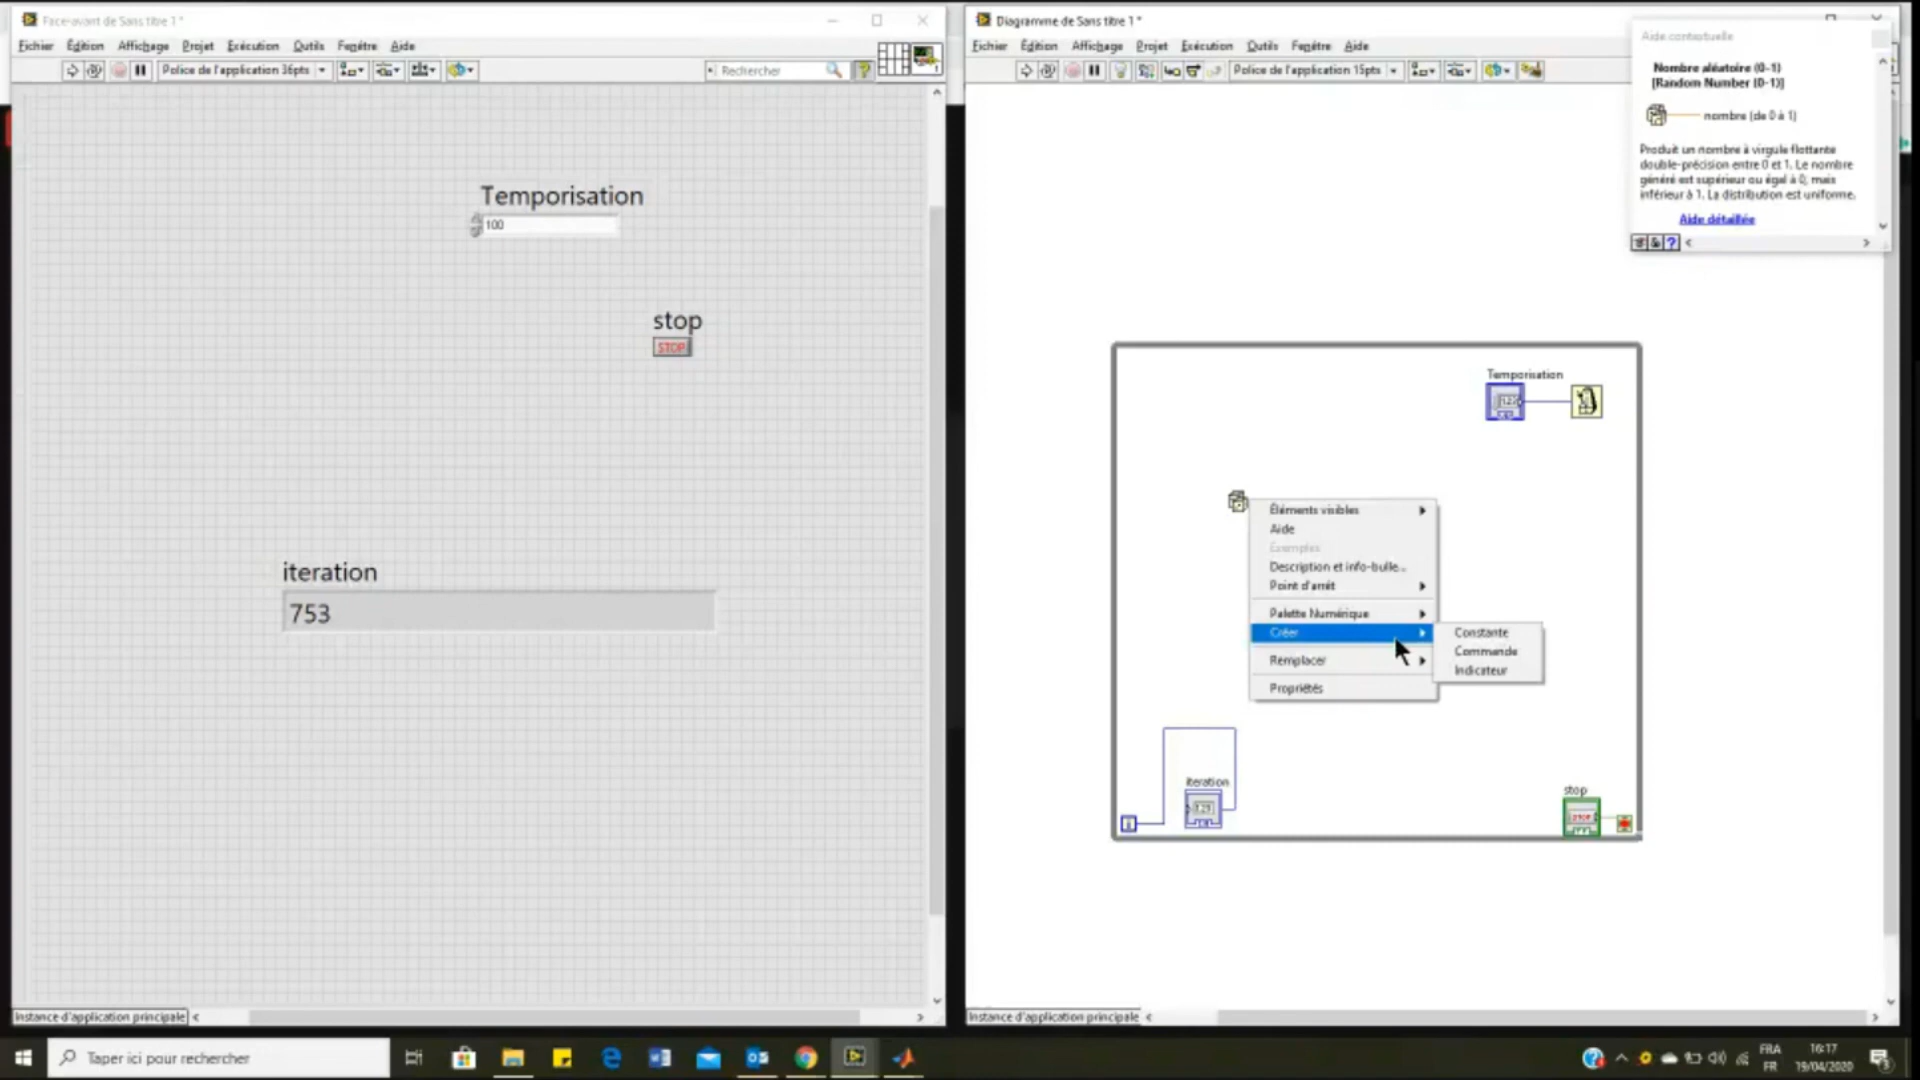 Face-avant de Sans titre 1 *
Fichier Édition Affichage Projet Exécution Outils Fenêtre Aide
Police de l'application 36pts
Rechercher
Temporisation
100
stop
STOP
iteration
753
Instance d'application principale
Diagramme de Sans titre 1 *
Fichier Édition Affichage Projet Exécution Outils Fenêtre Aide
Police de l'application 15pts
Aide contextuelle
Nombre aléatoire (0-1)
[Random Number (0-1)]
nombre (de 0 à 1)
Produit un nombre à virgule flottante
double-précision entre 0 et 1. Le nombre
généré est supérieur ou égal à 0, mais
inférieur à 1. La distribution est uniforme.
Aide détaillée
Temporisation
Éléments visibles
Aide
Exemples
Description et info-bulle...
Point d'arrêt
Palette Numérique
Créer
Remplacer
Propriétés
Constante
Commande
Indicateur
iteration
stop
Instance d'application principale
Taper ici pour rechercher
FRA
FR
16:17
19/04/2020